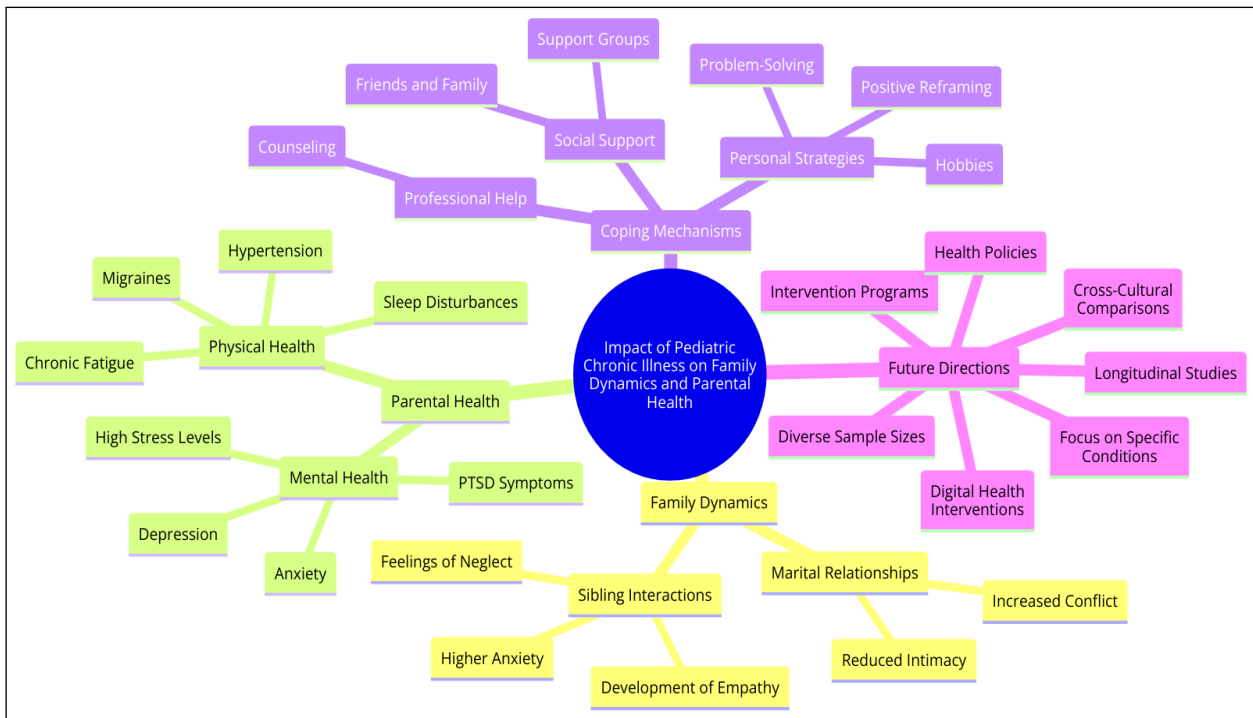 Support Groups
Problem-Solving
Friends and Family
Positive Reframing
Social Support
Counseling
Personal Strategies
Hobbies
Professional Help
Coping Mechanisms
Hypertension
Migraines
Sleep Disturbances
Physical Health
Chronic Fatigue
Parental Health
High Stress Levels
Mental Health
PTSD Symptoms
Depression
Anxiety
Impact of Pediatric
Chronic Illness on Family
Dynamics and Parental
Health
Health Policies
Intervention Programs
Cross-Cultural
Comparisons
Future Directions
Longitudinal Studies
Diverse Sample Sizes
Focus on Specific
Conditions
Digital Health
Interventions
Family Dynamics
Feelings of Neglect
Sibling Interactions
Marital Relationships
Increased Conflict
Higher Anxiety
Reduced Intimacy
Development of Empathy